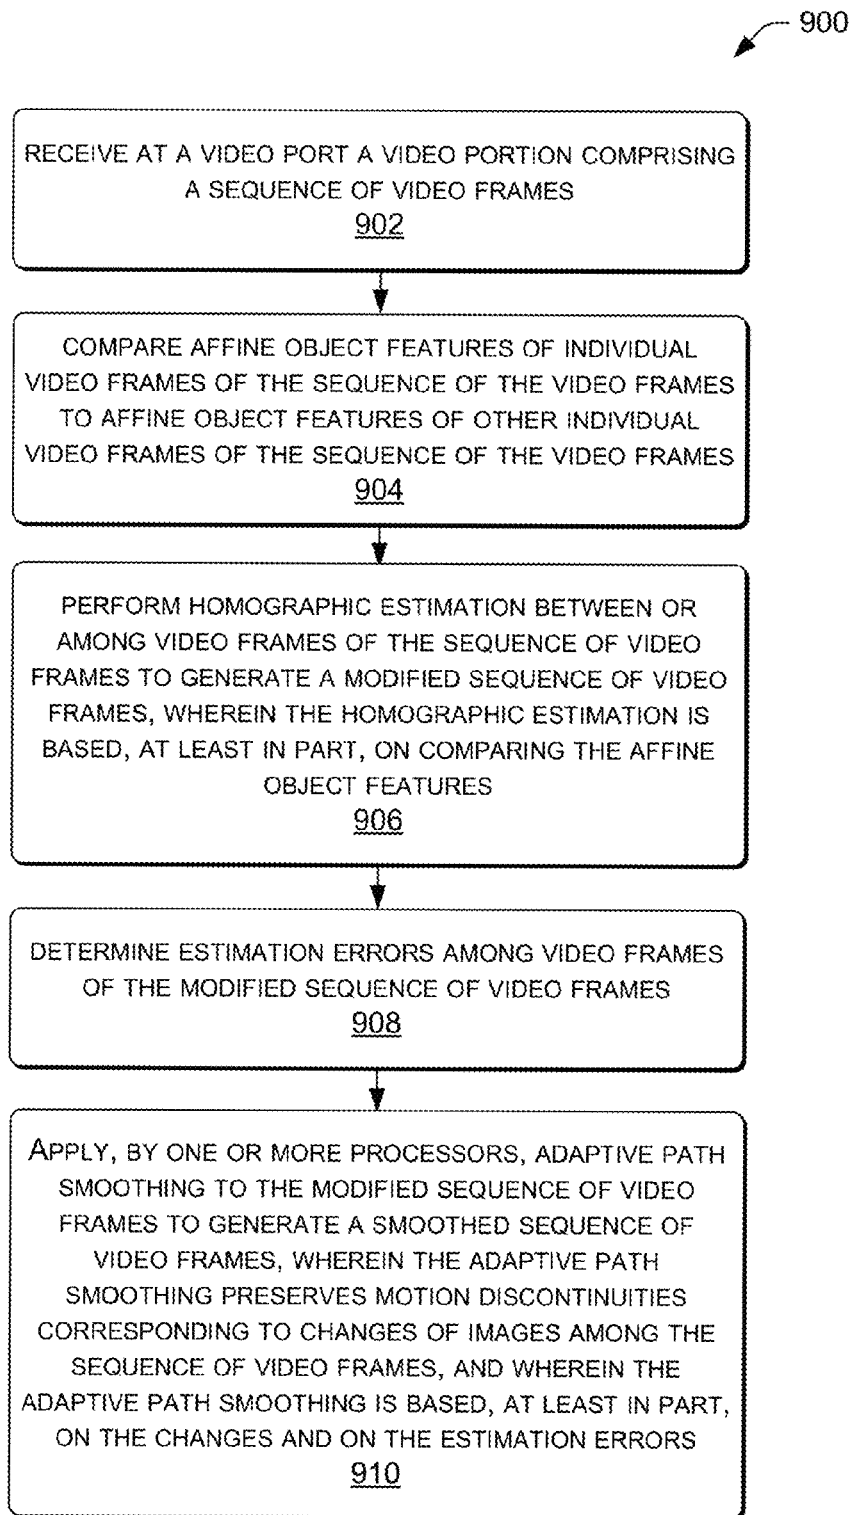 900
RECEIVE AT A VIDEO PORT A VIDEO PORTION COMPRISING
A SEQUENCE OF VIDEO FRAMES
902
COMPARE AFFINE OBJECT FEATURES OF INDIVIDUAL
VIDEO FRAMES OF THE SEQUENCE OF THE VIDEO FRAMES
TO AFFINE OBJECT FEATURES OF OTHER INDIVIDUAL
VIDEO FRAMES OF THE SEQUENCE OF THE VIDEO FRAMES
904
PERFORM HOMOGRAPHIC ESTIMATION BETWEEN OR
AMONG VIDEO FRAMES OF THE SEQUENCE OF VIDEO
FRAMES TO GENERATE A MODIFIED SEQUENCE OF VIDEO
FRAMES, WHEREIN THE HOMOGRAPHIC ESTIMATION IS
BASED, AT LEAST IN PART, ON COMPARING THE AFFINE
OBJECT FEATURES
906
DETERMINE ESTIMATION ERRORS AMONG VIDEO FRAMES
OF THE MODIFIED SEQUENCE OF VIDEO FRAMES
908
APPLY, BY ONE OR MORE PROCESSORS, ADAPTIVE PATH
SMOOTHING TO THE MODIFIED SEQUENCE OF VIDEO
FRAMES TO GENERATE A SMOOTHED SEQUENCE OF
VIDEO FRAMES, WHEREIN THE ADAPTIVE PATH
SMOOTHING PRESERVES MOTION DISCONTINUITIES
CORRESPONDING TO CHANGES OF IMAGES AMONG THE
SEQUENCE OF VIDEO FRAMES, AND WHEREIN THE
ADAPTIVE PATH SMOOTHING IS BASED, AT LEAST IN PART,
ON THE CHANGES AND ON THE ESTIMATION ERRORS
910